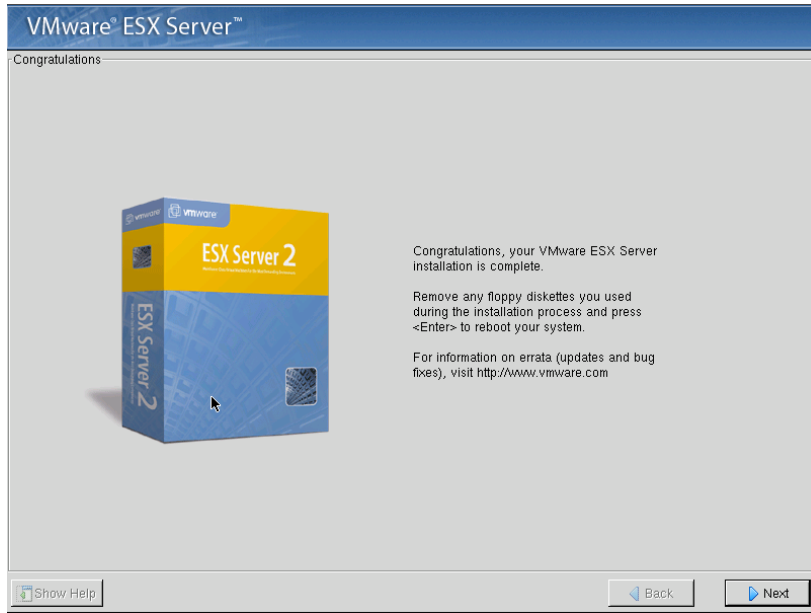 VMware® ESX Server™
Congratulations
vmware
vmware
ESX Server 2
ESX Server 2
Congratulations, your VMware ESX Server
installation is complete.
Remove any floppy diskettes you used
during the installation process and press
<Enter> to reboot your system.
For information on errata (updates and bug
fixes), visit http://www.vmware.com
Show Help
Back
Next